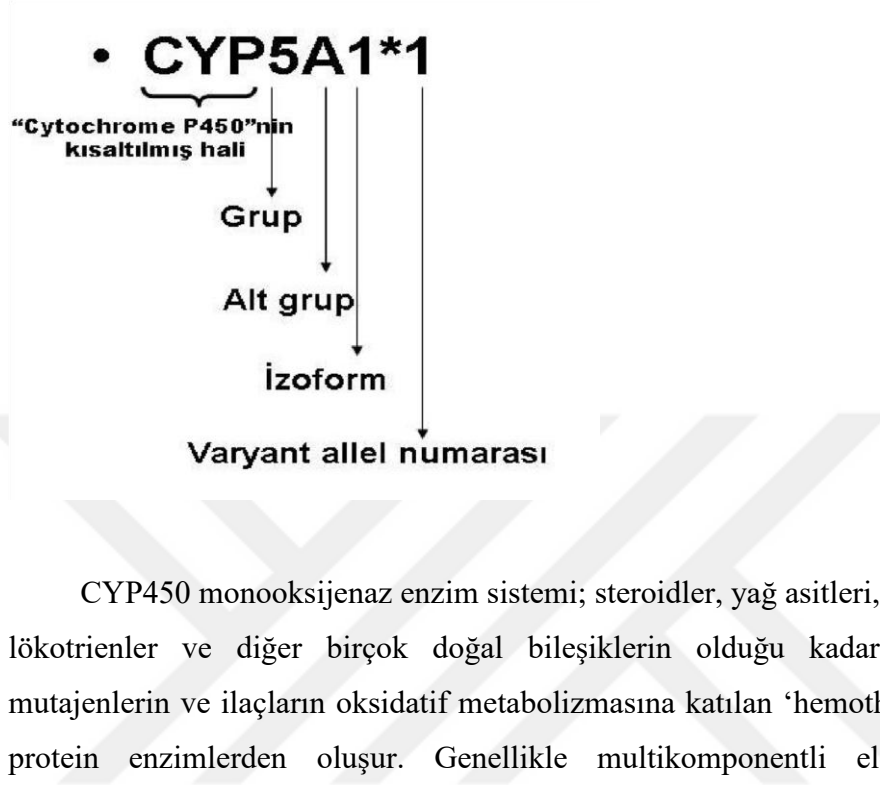 • CYP5A1*1
"Cytochrome P450"nin
kısaltılmış hali
Grup
Alt grup
İzoform
Varyant allel numarası
CYP450 monooksijenaz enzim sistemi; steroidler, yağ asitleri,
lökotrienler ve diğer birçok doğal bileşiklerin olduğu kadar
mutajenlerin ve ilaçların oksidatif metabolizmasına katılan ‘hemoth
protein enzimlerden oluşur. Genellikle multikomponentli el